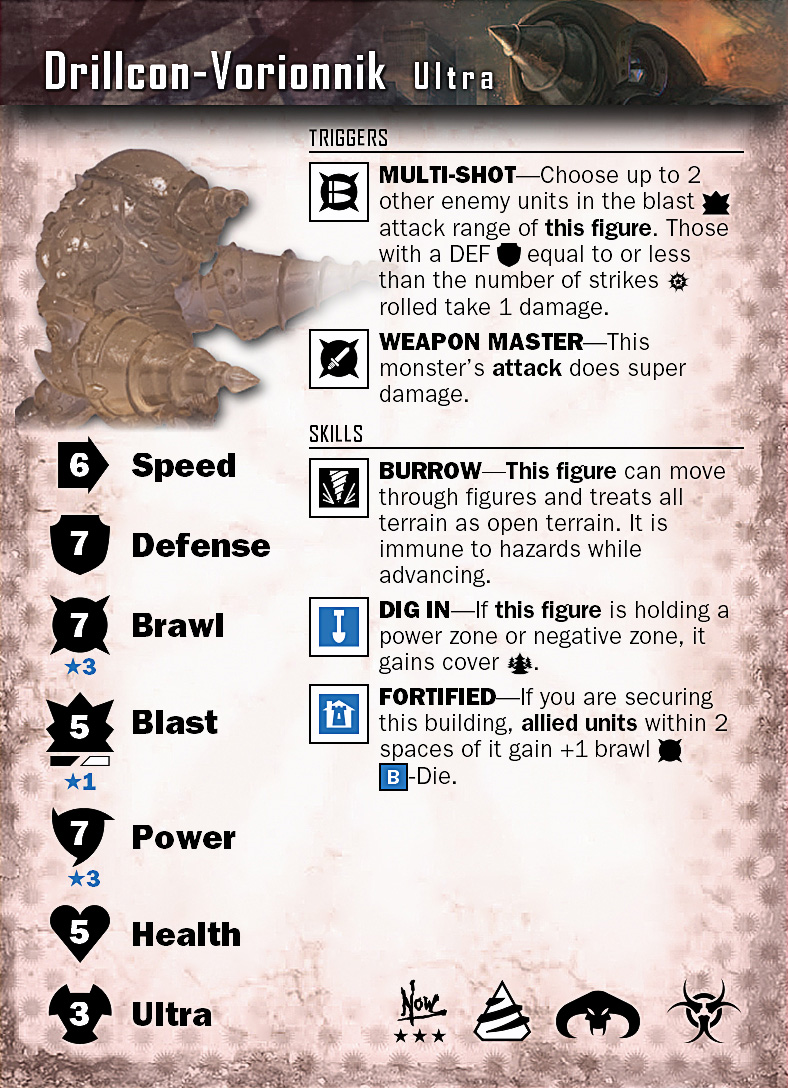 Drillcon-Vorionnik Ultra
TRIGGERS
MULTI-SHOT—Choose up to 2
other enemy units in the blast
attack range of this figure. Those
with a DEF equal to or less
than the number of strikes
rolled take 1 damage.
WEAPON MASTER—This
monster's attack does super
damage.
SKILLS
BURROW—This figure can move
through figures and treats all
terrain as open terrain. It is
immune to hazards while
advancing.
DIG IN—If this figure is holding a
power zone or negative zone, it
gains cover .
FORTIFIED—If you are securing
this building, allied units within 2
spaces of it gain +1 brawl
B-Die.
6 Speed
7 Defense
7 Brawl
★3
5 Blast
★1
7 Power
★3
5 Health
3 Ultra
Now
★★★